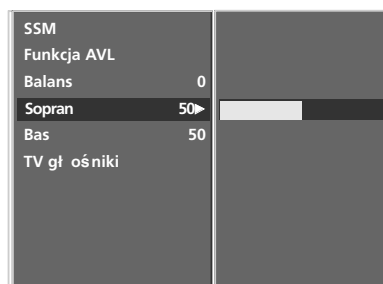 SSM
Funkcja AVL
Balans 0
Sopran 50►
Bas 50
TV gł ośniki